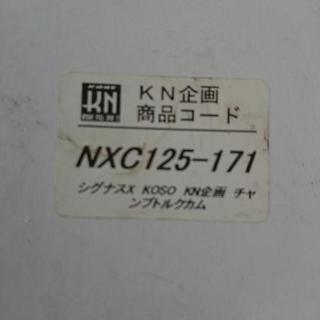 KN企画
商品コード
KN
NXC125-171
シグナスX KOSO KN企画 チャ
ンプトルクカム